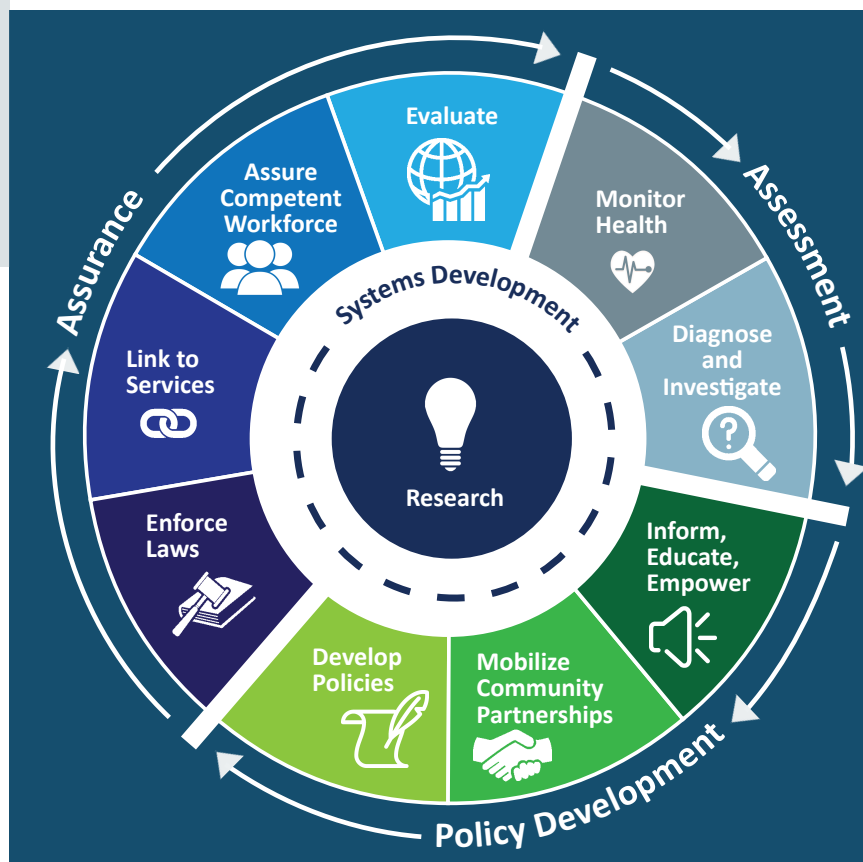 Evaluate
Assure
Competent
Workforce
Monitor
Health
Assurance
Assessment
Systems Development
Link to
Services
Diagnose
and
Investigate
?
Research
Enforce
Laws
Inform,
Educate,
Empower
Develop
Policies
Mobilize
Community
Partnerships
Policy Development